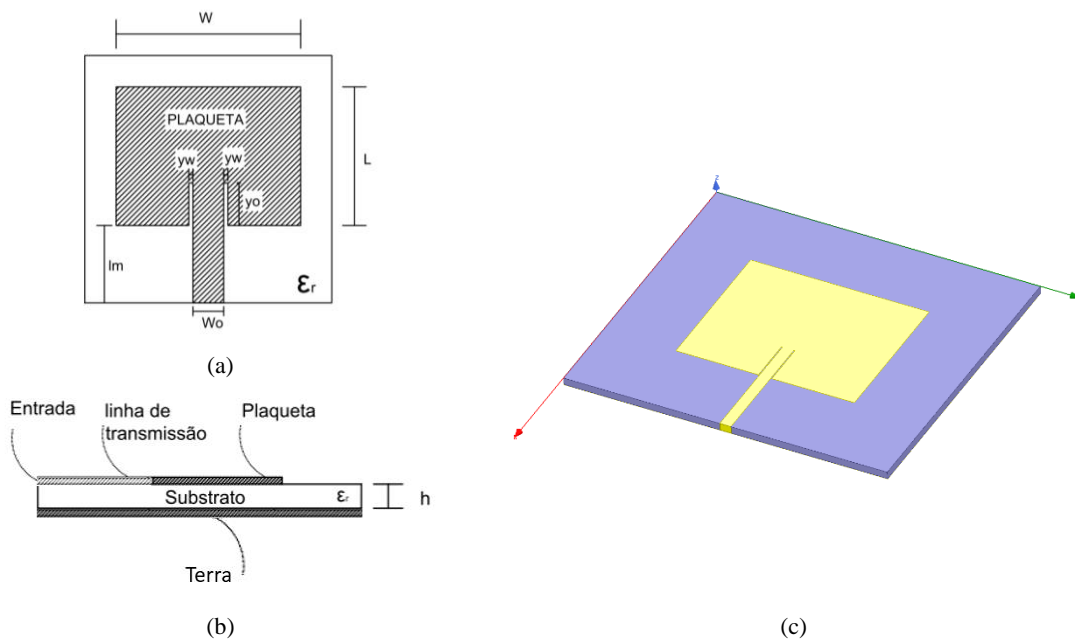 W
PLAQUETA
yw yw
yo
L
lm
εr
Wo
(a)
Entrada
linha de
transmissão
Plaqueta
Substrato
εr
h
Terra
(b)
z
(c)